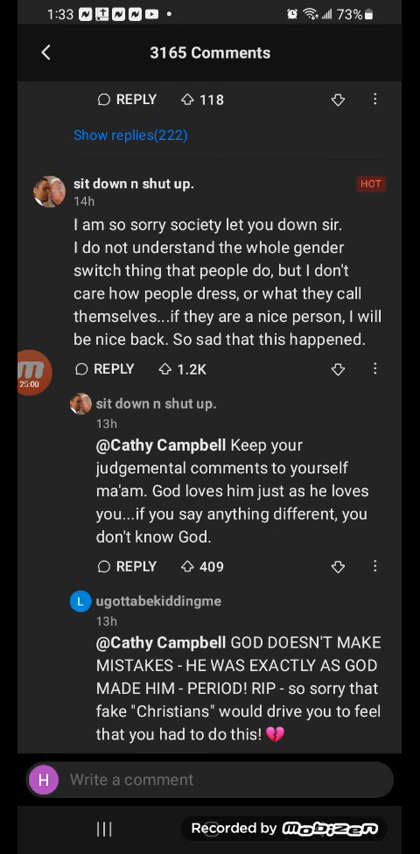 1:33
73%
3165 Comments
REPLY 118
Show replies(222)
sit down n shut up.
HOT
14h
I am so sorry society let you down sir.
I do not understand the whole gender
switch thing that people do, but I don't
care how people dress, or what they call
themselves...if they are a nice person, I will
be nice back. So sad that this happened.
REPLY 1.2K
25:00
sit down n shut up.
13h
@Cathy Campbell Keep your
judgemental comments to yourself
ma'am. God loves him just as he loves
you...if you say anything different, you
don't know God.
REPLY 409
L ugottabekiddingme
13h
@Cathy Campbell GOD DOESN'T MAKE
MISTAKES - HE WAS EXACTLY AS GOD
MADE HIM - PERIOD! RIP - so sorry that
fake "Christians" would drive you to feel
that you had to do this! 💔
H Write a comment
Recorded by mobizen